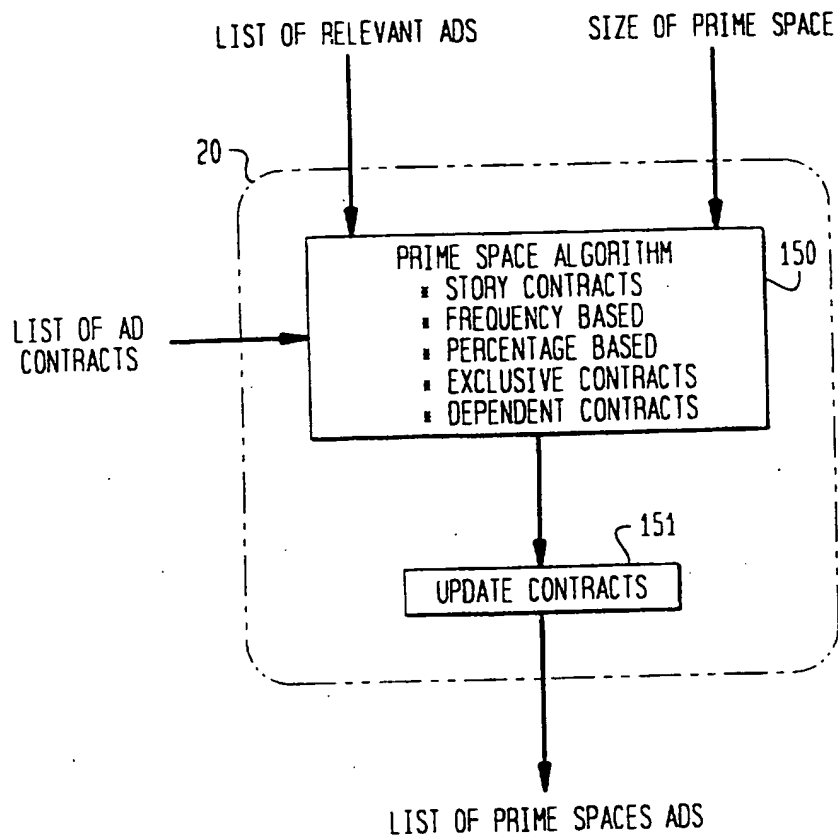 LIST OF RELEVANT ADS
SIZE OF PRIME SPACE
20
PRIME SPACE ALGORITHM
150
* STORY CONTRACTS
* FREQUENCY BASED
* PERCENTAGE BASED
* EXCLUSIVE CONTRACTS
* DEPENDENT CONTRACTS
LIST OF AD
CONTRACTS
151
UPDATE CONTRACTS
LIST OF PRIME SPACES ADS